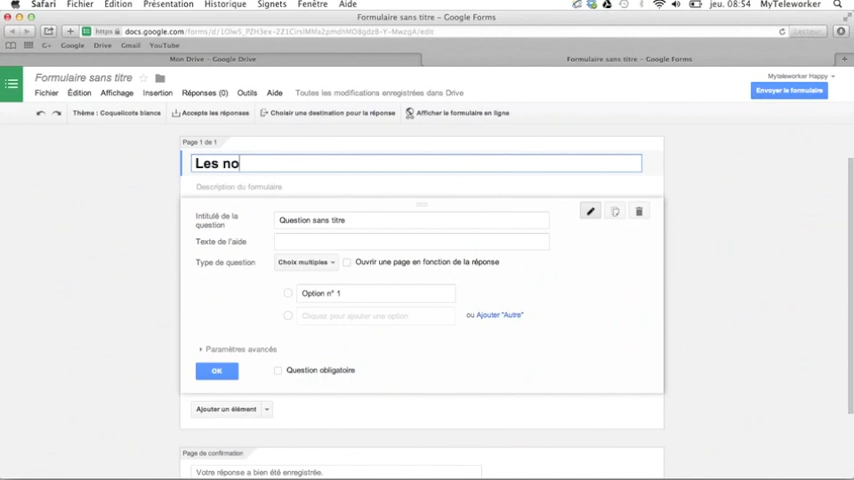 Safari Fichier Édition Présentation Historique Signets Fenêtre Aide jeu. 08:54 MyTeleworker
Formulaire sans titre – Google Forms
Google Drive Gmail YouTube
Mon Drive – Google Drive Formulaire sans titre – Google Forms
Formulaire sans titre Myteleworker Happy
Fichier Édition Affichage Insertion Réponses (0) Outils Aide Toutes les modifications enregistrées dans Drive Envoyer le formulaire
Thème : Coquelicots blancs Accepte les réponses Choisir une destination pour la réponse Afficher le formulaire en ligne
Page 1 de 1
Les no
Description du formulaire
Intitulé de la question Question sans titre
Texte de l'aide
Type de question Choix multiples Ouvrir une page en fonction de la réponse
Option n° 1
Cliquez pour ajouter une option ou Ajouter "Autre"
Paramètres avancés
OK Question obligatoire
Ajouter un élément
Page de confirmation
Votre réponse a bien été enregistrée.